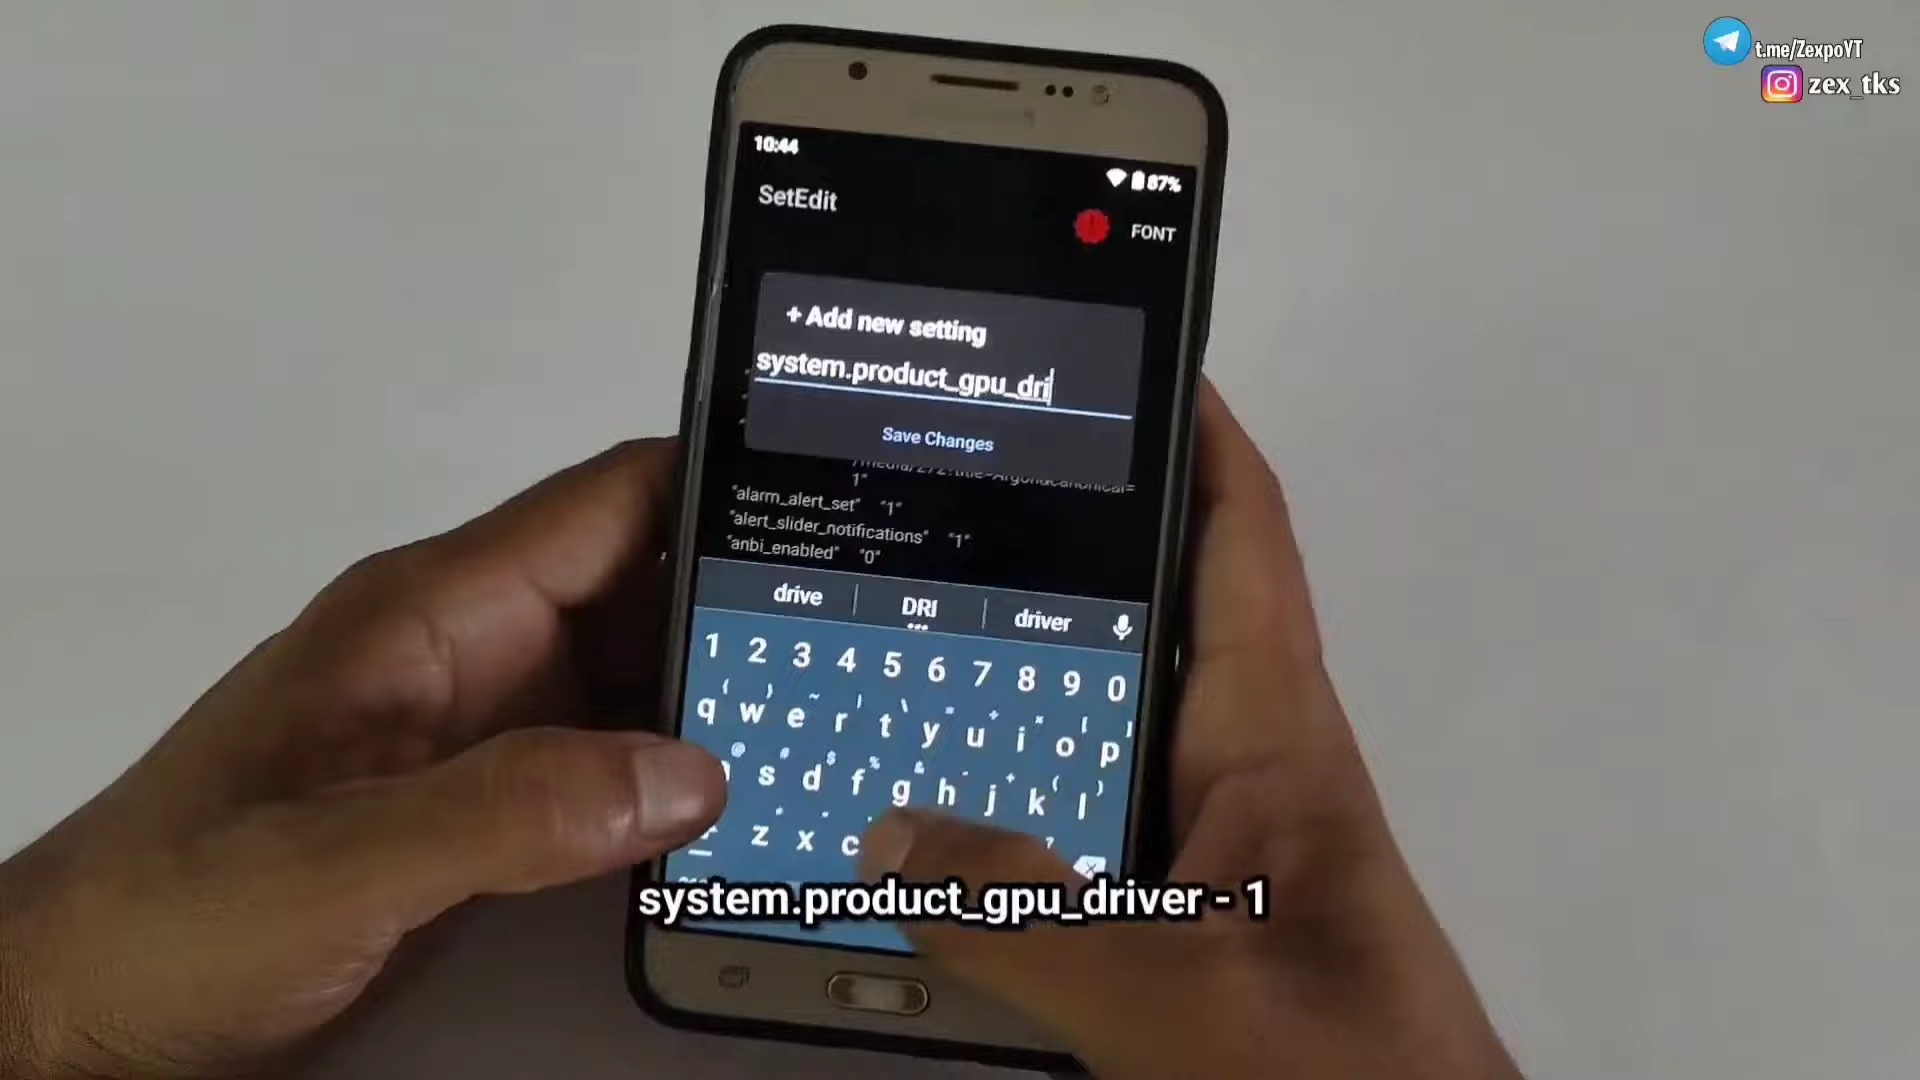 t.me/ZexpoYT
zex_tks
10:44
87%
SetEdit
FONT
+ Add new setting
system.product_gpu_dri
Save Changes
1"
"alarm_alert_set" "1"
"alert_slider_notifications" "1"
"anbi_enabled" "0"
drive DRI driver
1 2 3 4 5 6 7 8 9 0
q w e r t y u i o p
s d f g h j k l
z x c
system.product_gpu_driver - 1